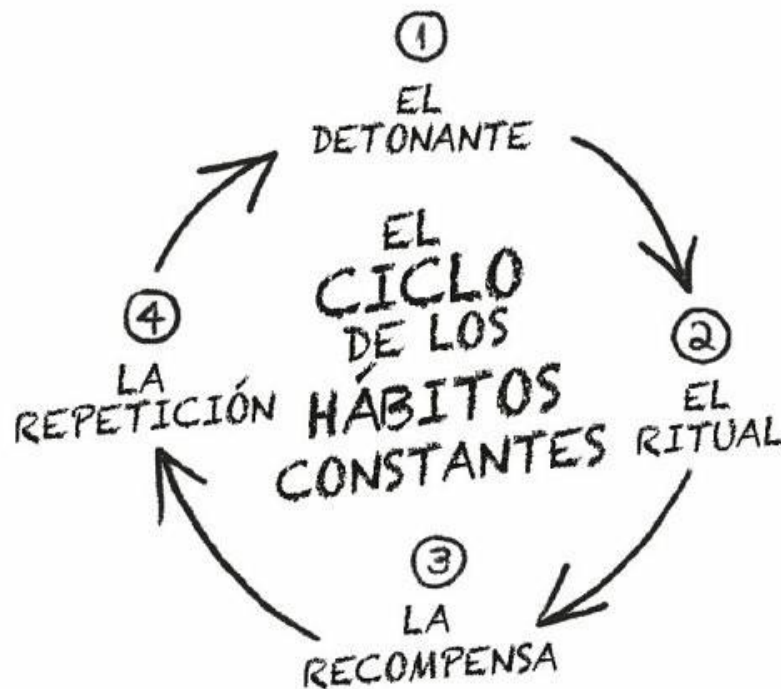 1
EL
DETONANTE
EL
CICLO
DE LOS
HÁBITOS
CONSTANTES
2
EL
RITUAL
3
LA
RECOMPENSA
4
LA
REPETICIÓN